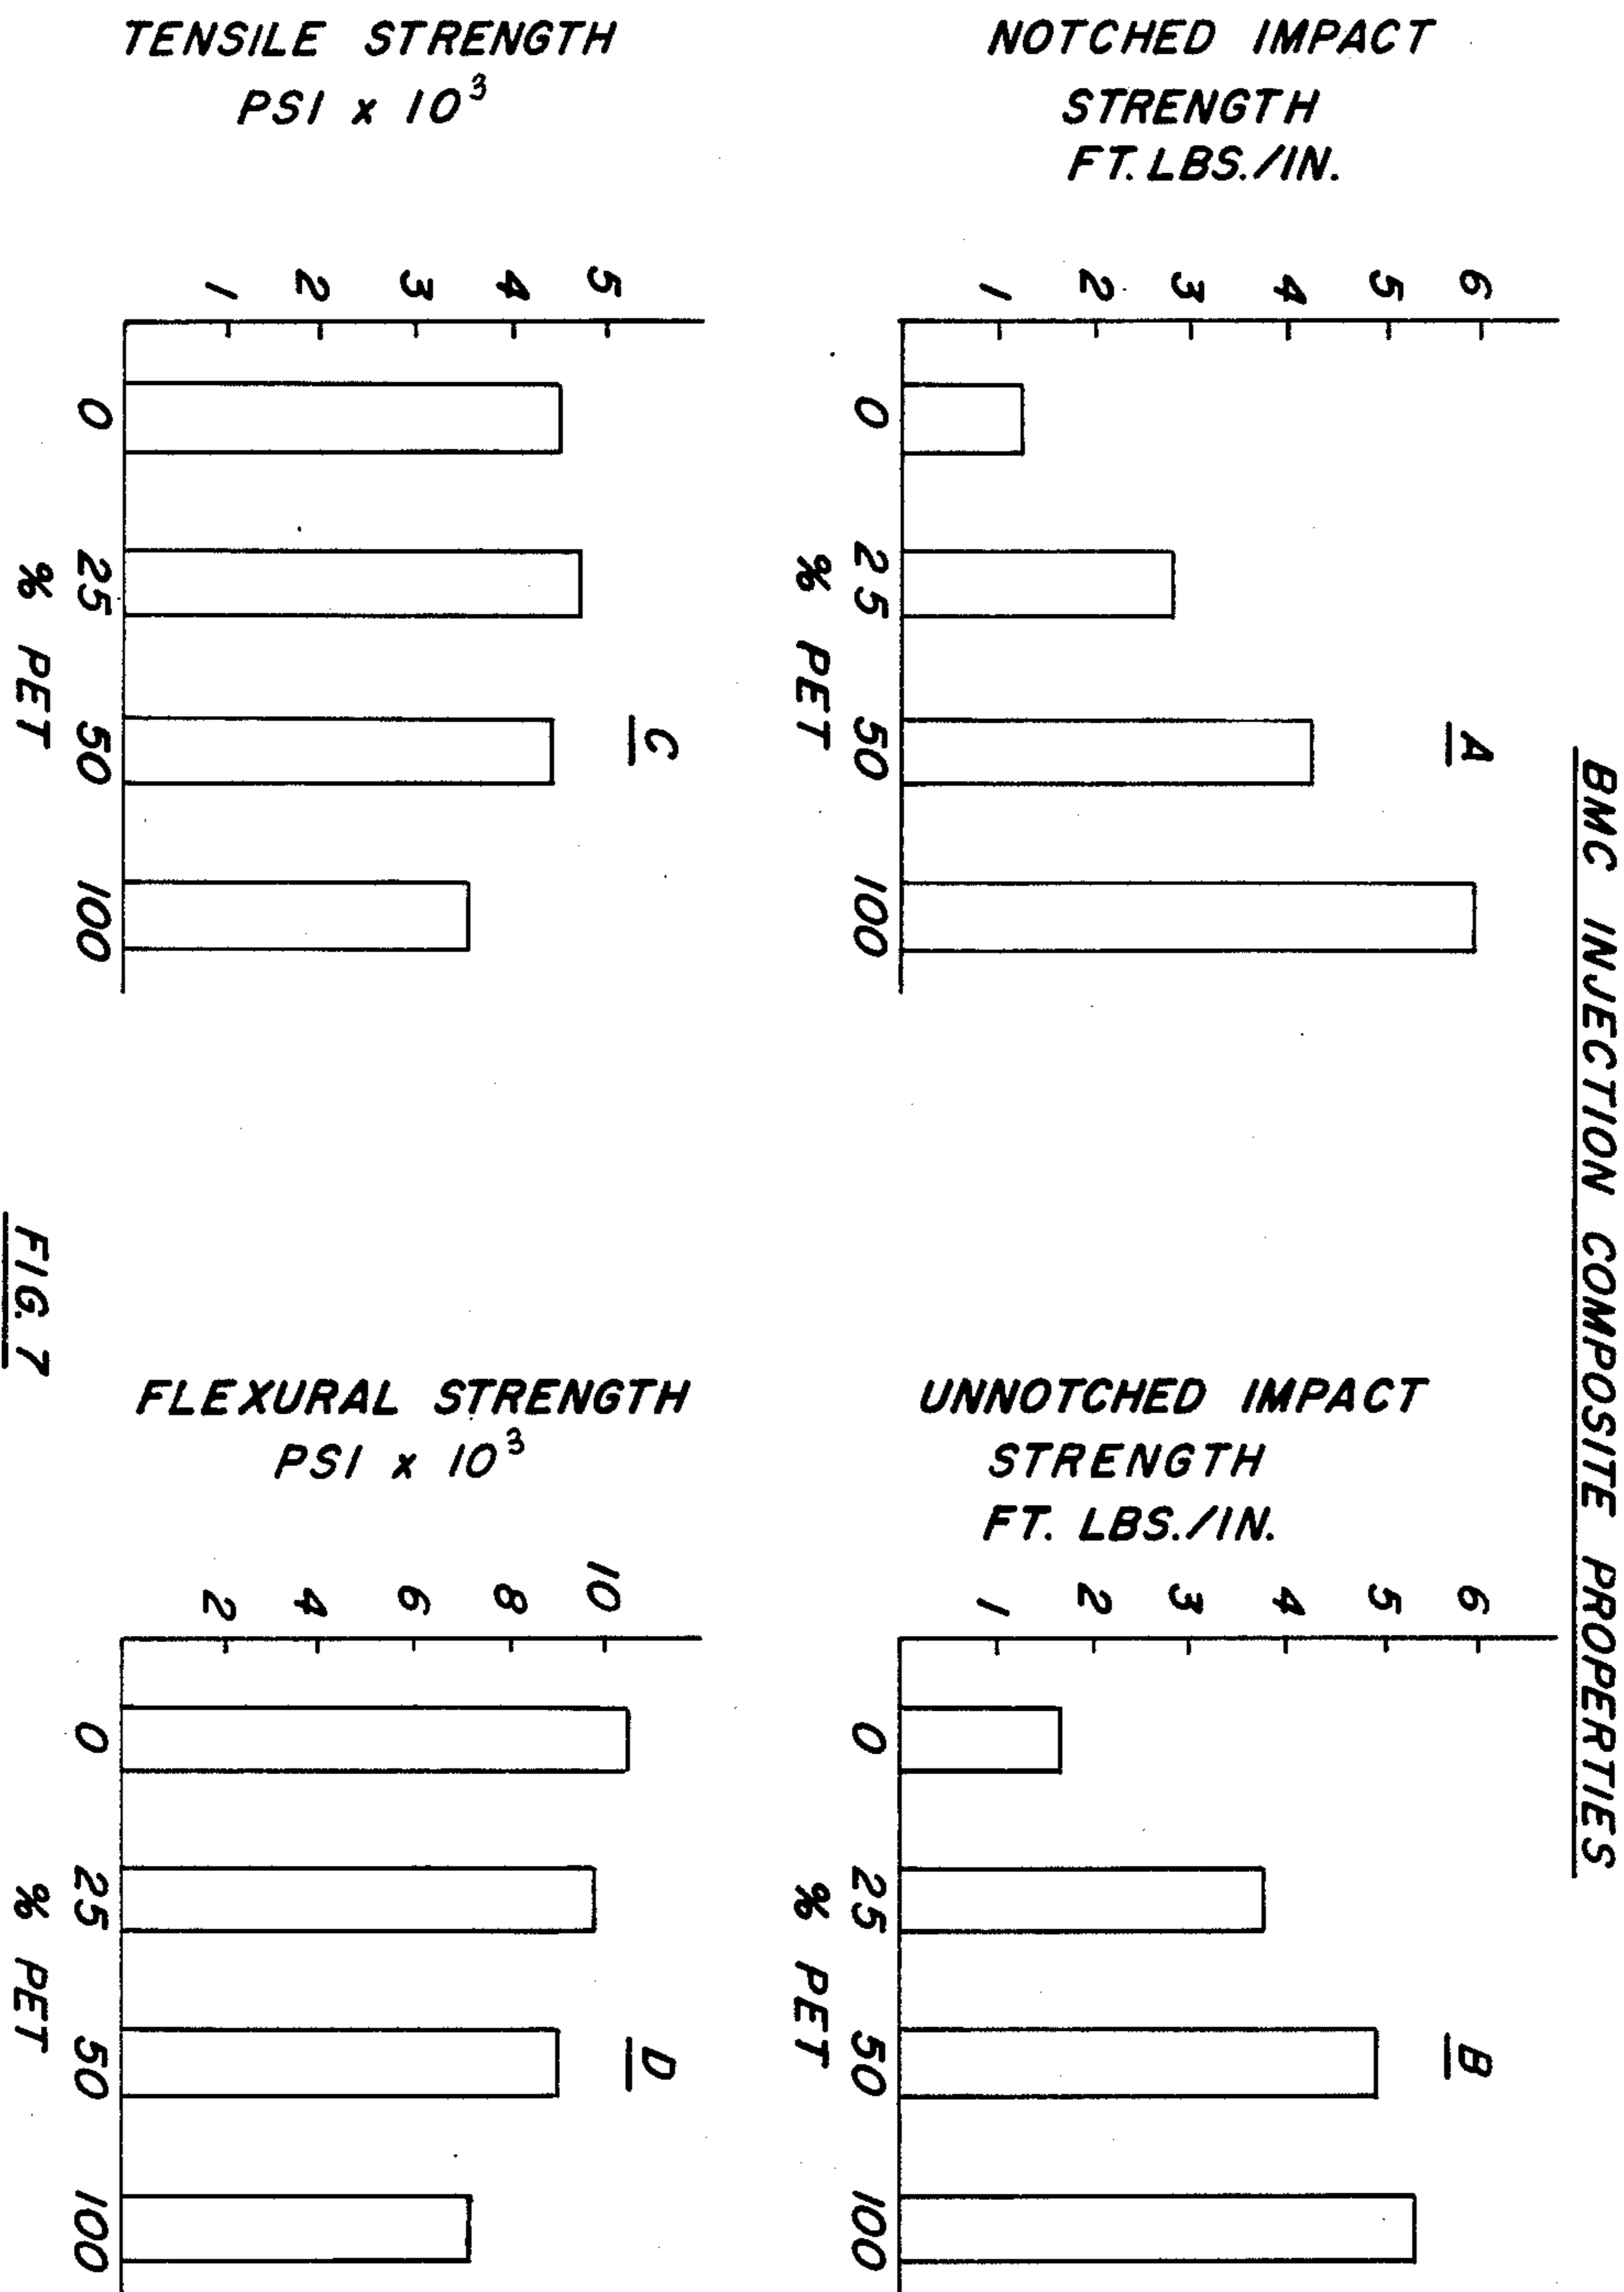 BMC INJECTION COMPOSITE PROPERTIES
A
NOTCHED IMPACT
STRENGTH
FT. LBS./IN.
6
5
4
3
2
1
0 25 50 100
% PET
B
UNNOTCHED IMPACT
STRENGTH
FT. LBS./IN.
6
5
4
3
2
1
0 25 50 100
% PET
C
TENSILE STRENGTH
PSI x 10³
5
4
3
2
1
0 25 50 100
% PET
D
FLEXURAL STRENGTH
PSI x 10³
10
8
6
4
2
0 25 50 100
% PET
FIG. 7